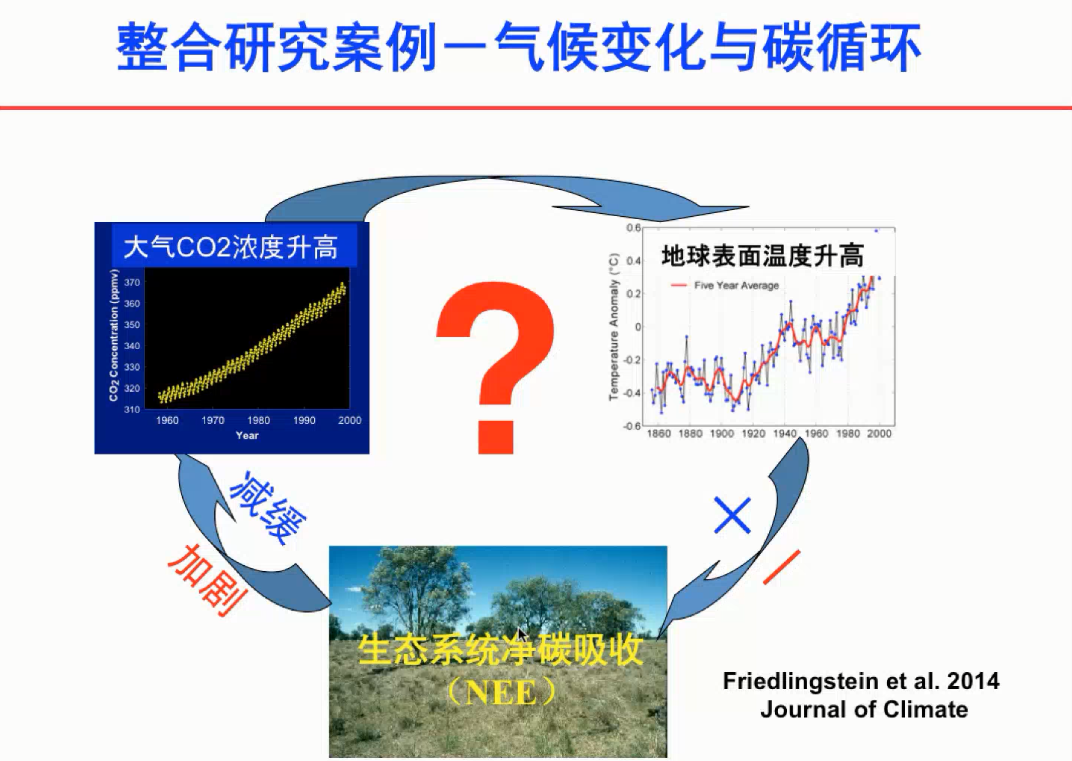 整合研究案例－气候变化与碳循环
大气CO2浓度升高
CO2 Concentration (ppmv)
370
360
350
340
330
320
310
1960 1970 1980 1990 2000
Year
?
地球表面温度升高
Five Year Average
Temperature Anomaly (°C)
0.6
0.4
0.2
0
-0.2
-0.4
-0.6
1860 1880 1900 1920 1940 1960 1980 2000
减缓
加剧
生态系统净碳吸收
（NEE）
Friedlingstein et al. 2014
Journal of Climate